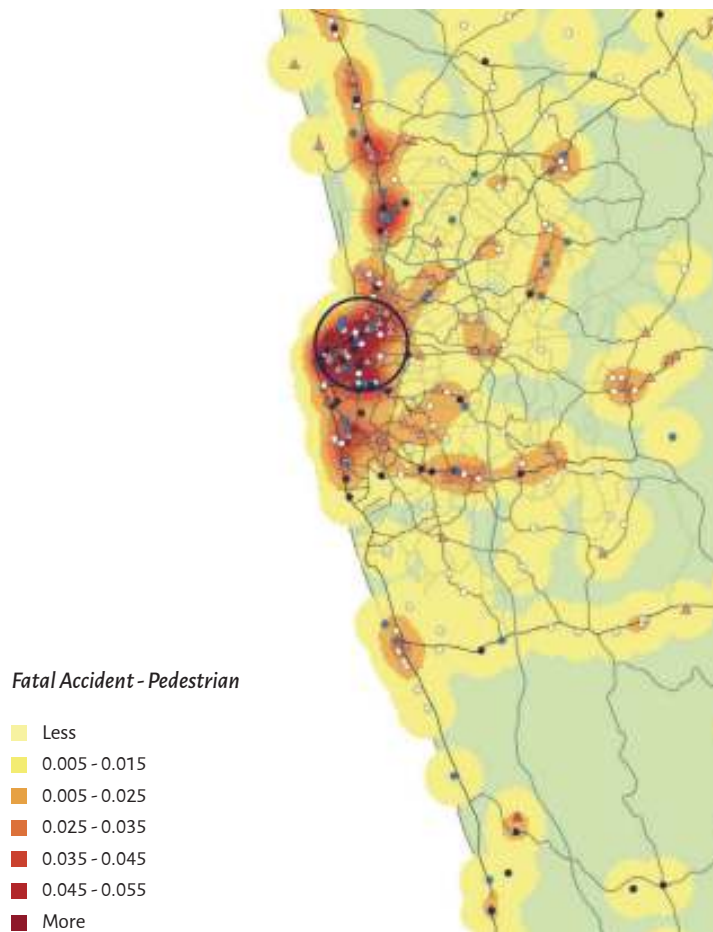 Fatal Accident - Pedestrian
Less
0.005 - 0.015
0.005 - 0.025
0.025 - 0.035
0.035 - 0.045
0.045 - 0.055
More